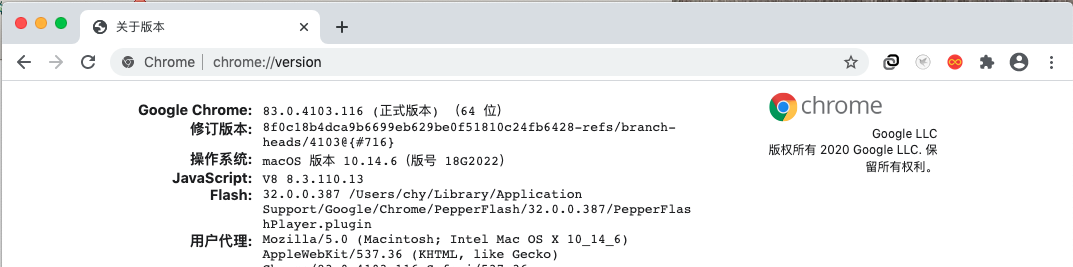 关于版本
Chrome chrome://version
chrome
Google Chrome: 83.0.4103.116 (正式版本) (64 位)
修订版本: 8f0c18b4dca9b6699eb629be0f51810c24fb6428-refs/branch-
heads/4103@{#716}
操作系统: macOS 版本 10.14.6 (版号 18G2022)
JavaScript: V8 8.3.110.13
Flash: 32.0.0.387 /Users/chy/Library/Application
Support/Google/Chrome/PepperFlash/32.0.0.387/PepperFlas
hPlayer.plugin
用户代理: Mozilla/5.0 (Macintosh; Intel Mac OS X 10_14_6)
AppleWebKit/537.36 (KHTML, like Gecko)
Google LLC
版权所有 2020 Google LLC. 保
留所有权利。